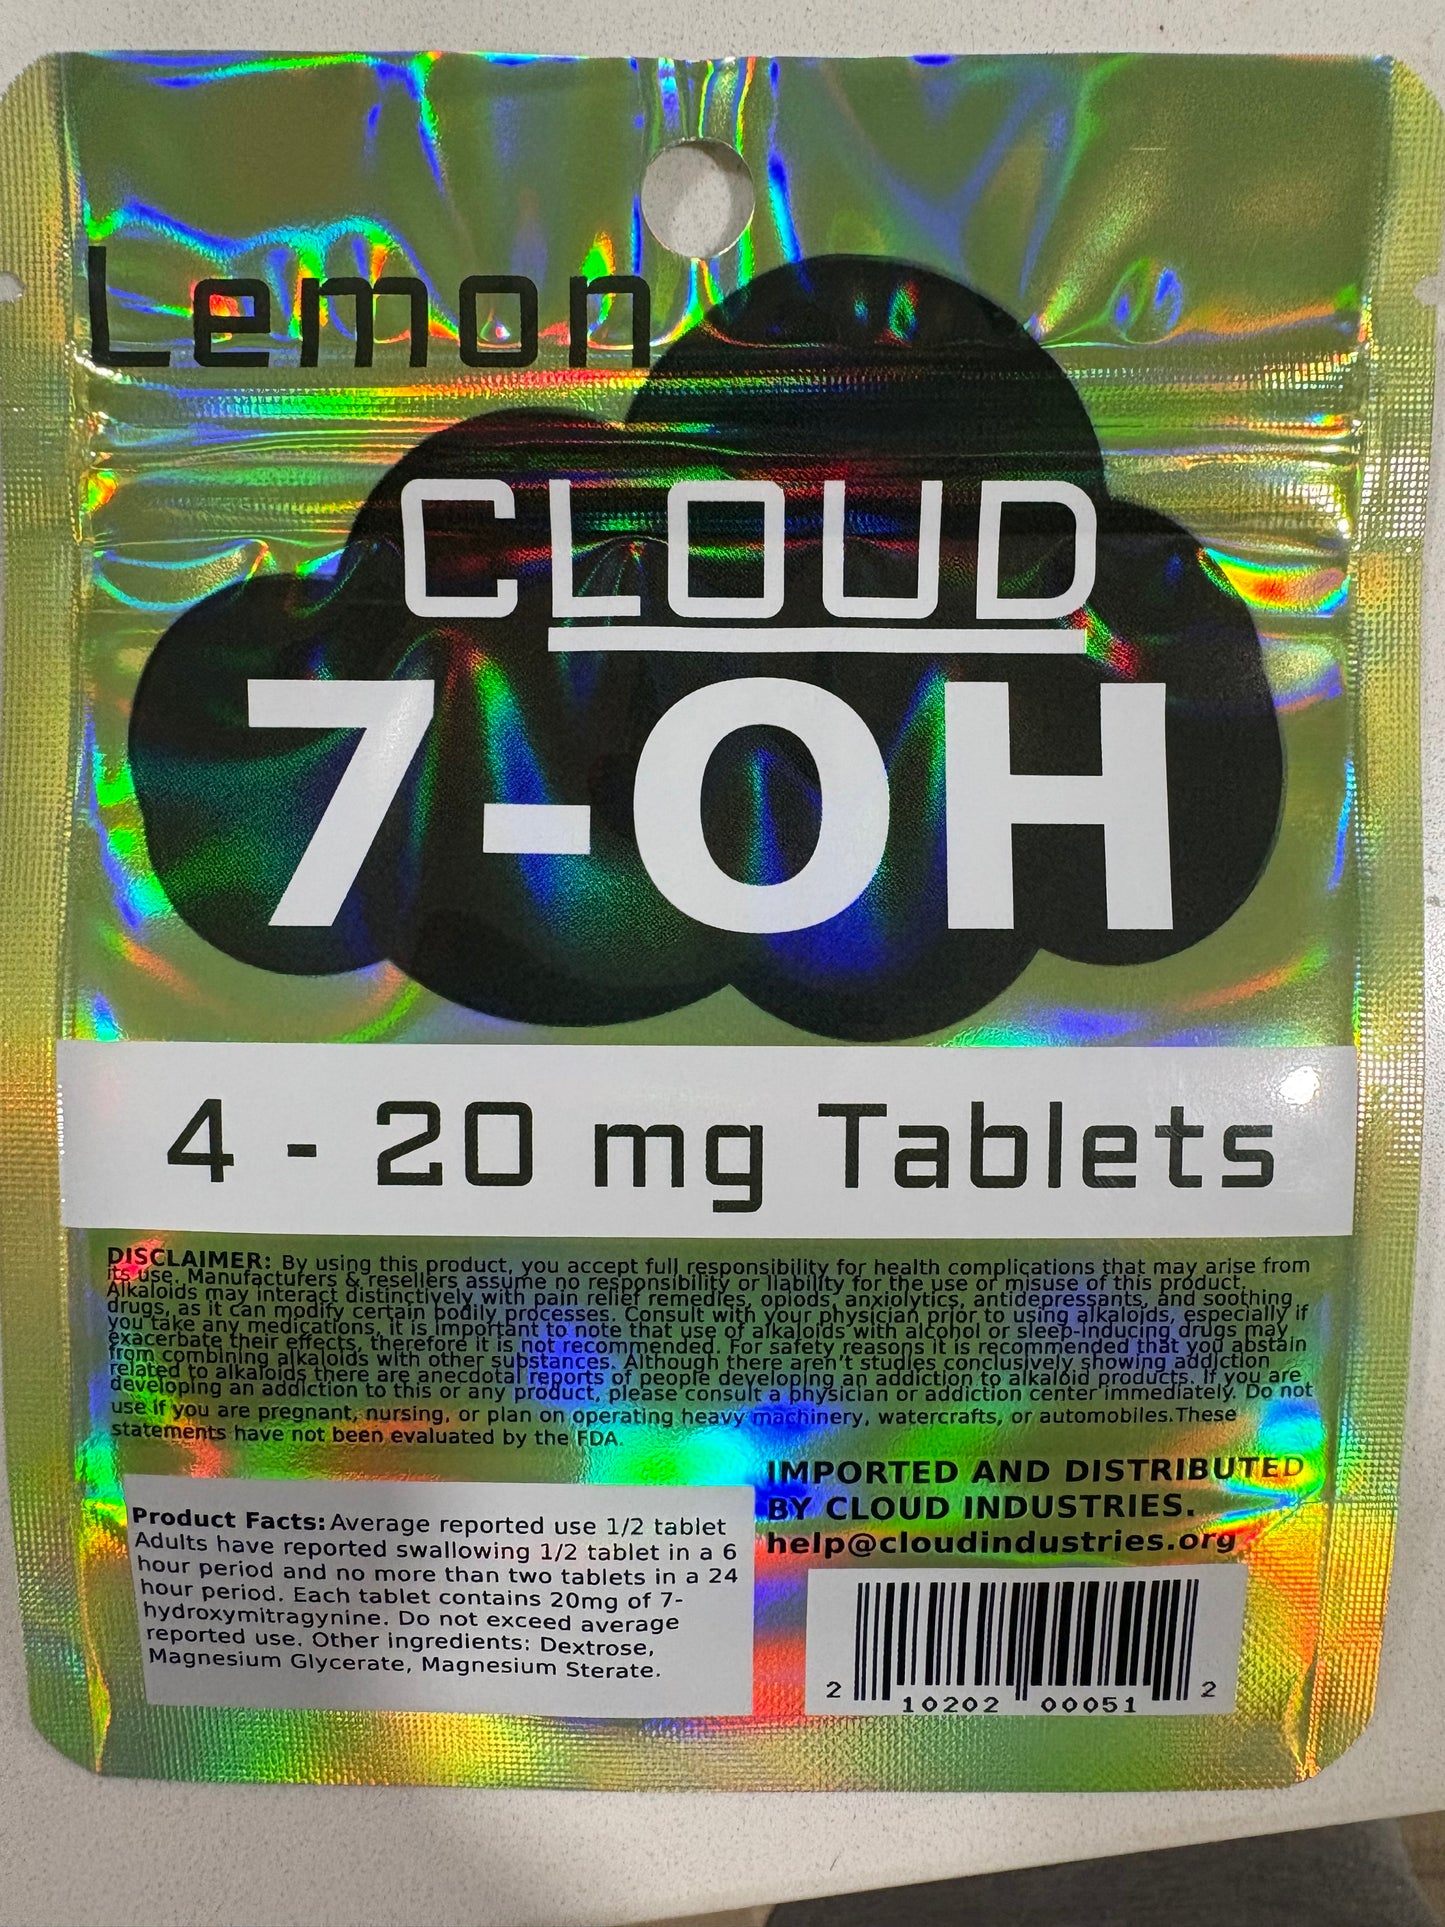 Lemon
CLOUD
7-OH
4 - 20 mg Tablets
DISCLAIMER: By using this product, you accept full responsibility for health complications that may arise from
its use. Manufacturers & resellers assume no responsibility or liability for the use or misuse of this product.
Alkaloids may interact distinctively with pain relief remedies, opiods, anxiolytics, antidepressants, and soothing
drugs, as it can modify certain bodily processes. Consult with your physician prior to using alkaloids, especially if
you take any medications, it is important to note that use of alkaloids with alcohol or sleep-inducing drugs may
exacerbate their effects, therefore it is not recommended. For safety reasons it is recommended that you abstain
from combining alkaloids with other substances. Although there aren't studies conclusively showing addiction
related to alkaloids there are anecdotal reports of people developing an addiction to alkaloid products. If you are
developing an addiction to this or any product, please consult a physician or addiction center immediately. Do not
use if you are pregnant, nursing, or plan on operating heavy machinery, watercrafts, or automobiles.These
statements have not been evaluated by the FDA.
Product Facts: Average reported use 1/2 tablet
Adults have reported swallowing 1/2 tablet in a 6
hour period and no more than two tablets in a 24
hour period. Each tablet contains 20mg of 7-
hydroxymitragynine. Do not exceed average
reported use. Other ingredients: Dextrose,
Magnesium Glycerate, Magnesium Sterate.
IMPORTED AND DISTRIBUTED
BY CLOUD INDUSTRIES.
help@cloudindustries.org
2 10202 00051 2